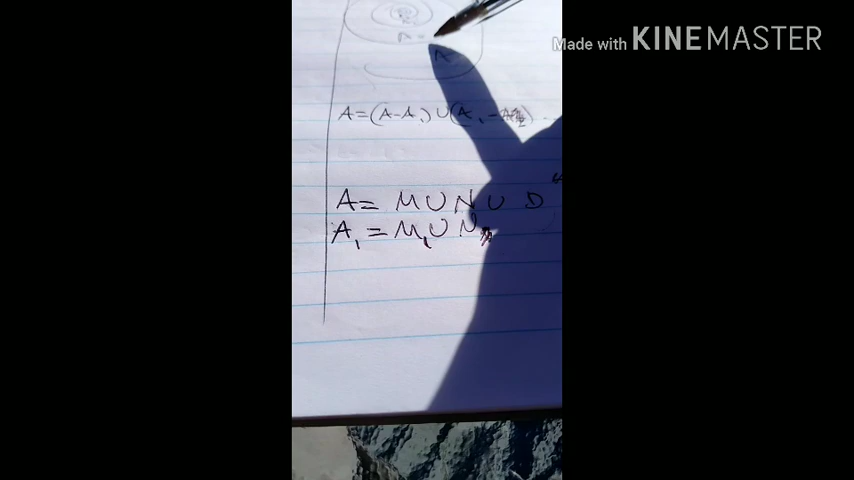 Made with KINEMASTER
A
A = (A - A₁) ∪ (A₁ -
A = M ∪ N ∪ D
A₁ = M₁ ∪ N